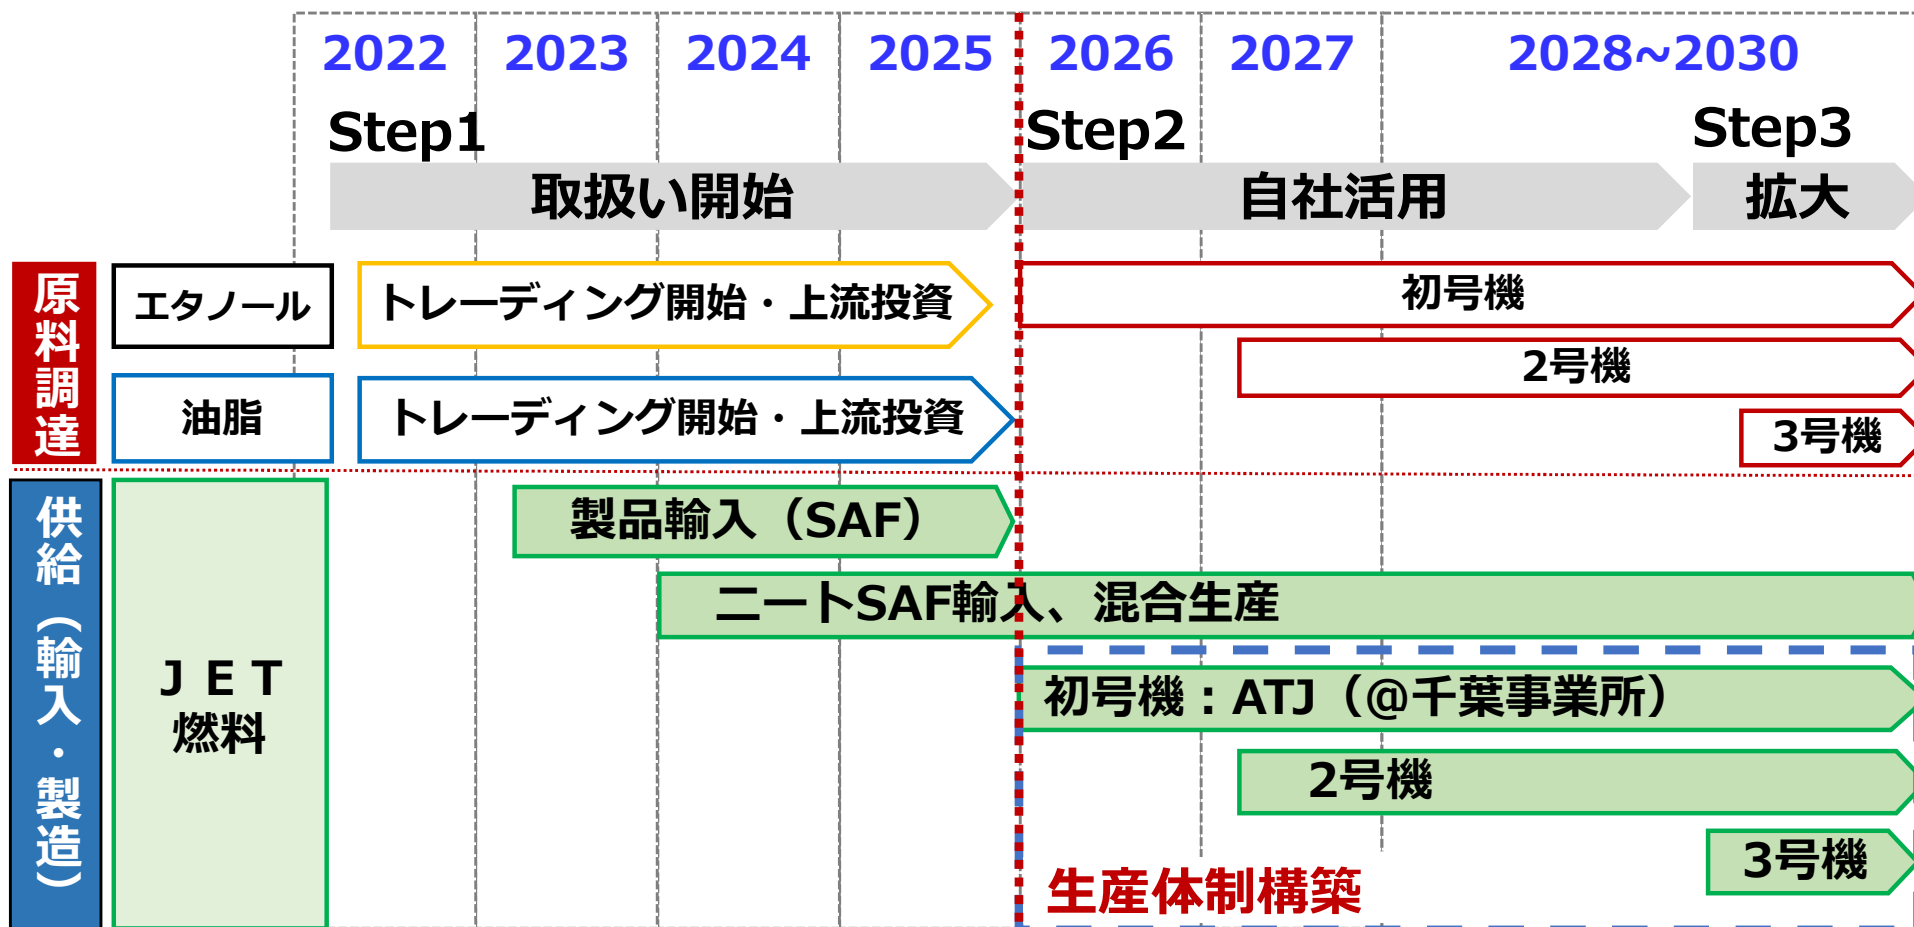 2022 2023 2024 2025 2026 2027 2028~2030
Step1 Step2 Step3
取扱い開始 自社活用 拡大
原料調達
エタノール トレーディング開始・上流投資 初号機
2号機
油脂 トレーディング開始・上流投資
3号機
供給（輸入・製造）
JET
燃料
製品輸入（SAF）
ニートSAF輸入、混合生産
初号機：ATJ（@千葉事業所）
2号機
3号機
生産体制構築